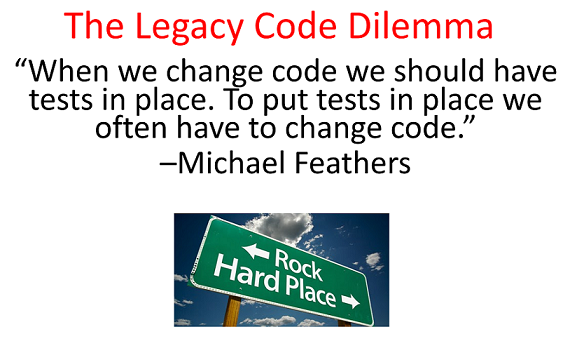 The Legacy Code Dilemma
“When we change code we should have
tests in place. To put tests in place we
often have to change code.”
–Michael Feathers
Rock
Hard Place